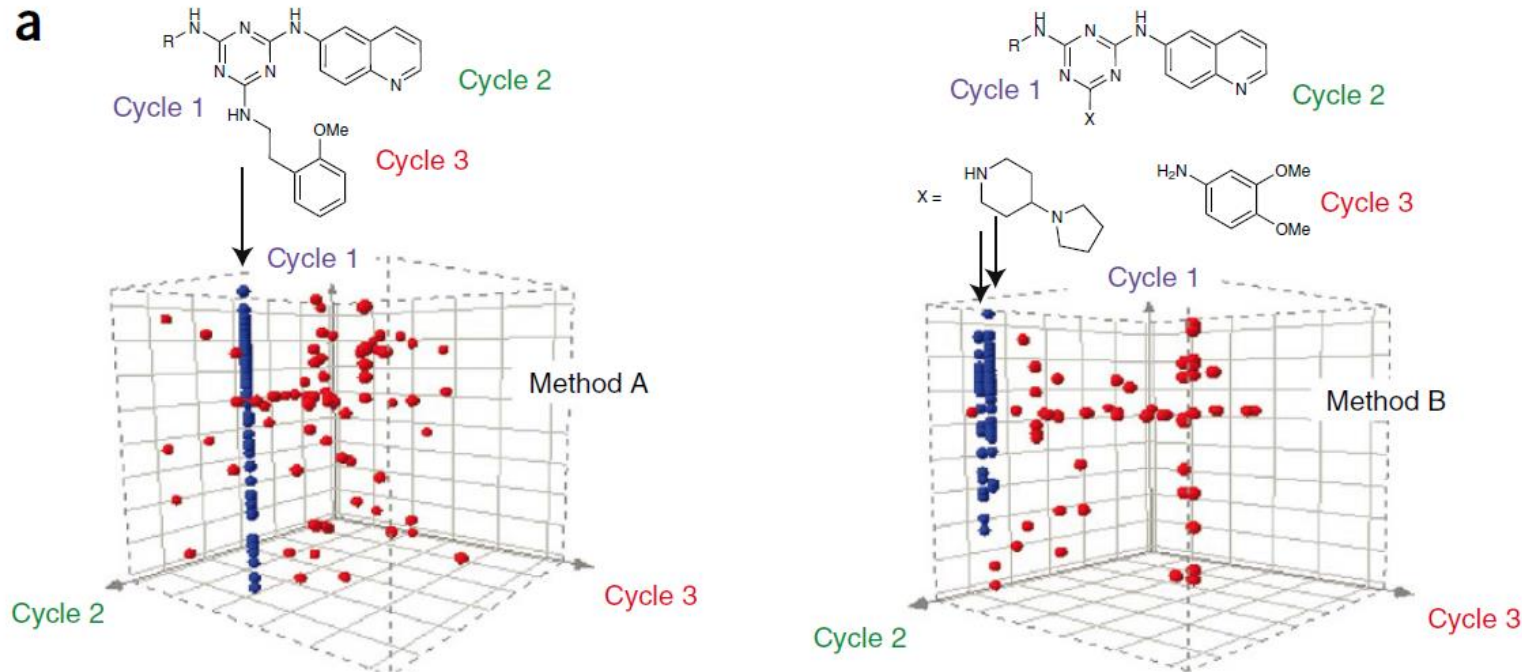 a
H
N
R
N
N
N
H
N
N
Cycle 2
Cycle 1
HN
OMe
Cycle 3
Cycle 1
Method A
Cycle 2
Cycle 3
H
N
R
N
N
N
H
N
N
Cycle 1
Cycle 2
X
X =
HN
N
H₂N
OMe
OMe
Cycle 3
Cycle 1
Method B
Cycle 2
Cycle 3